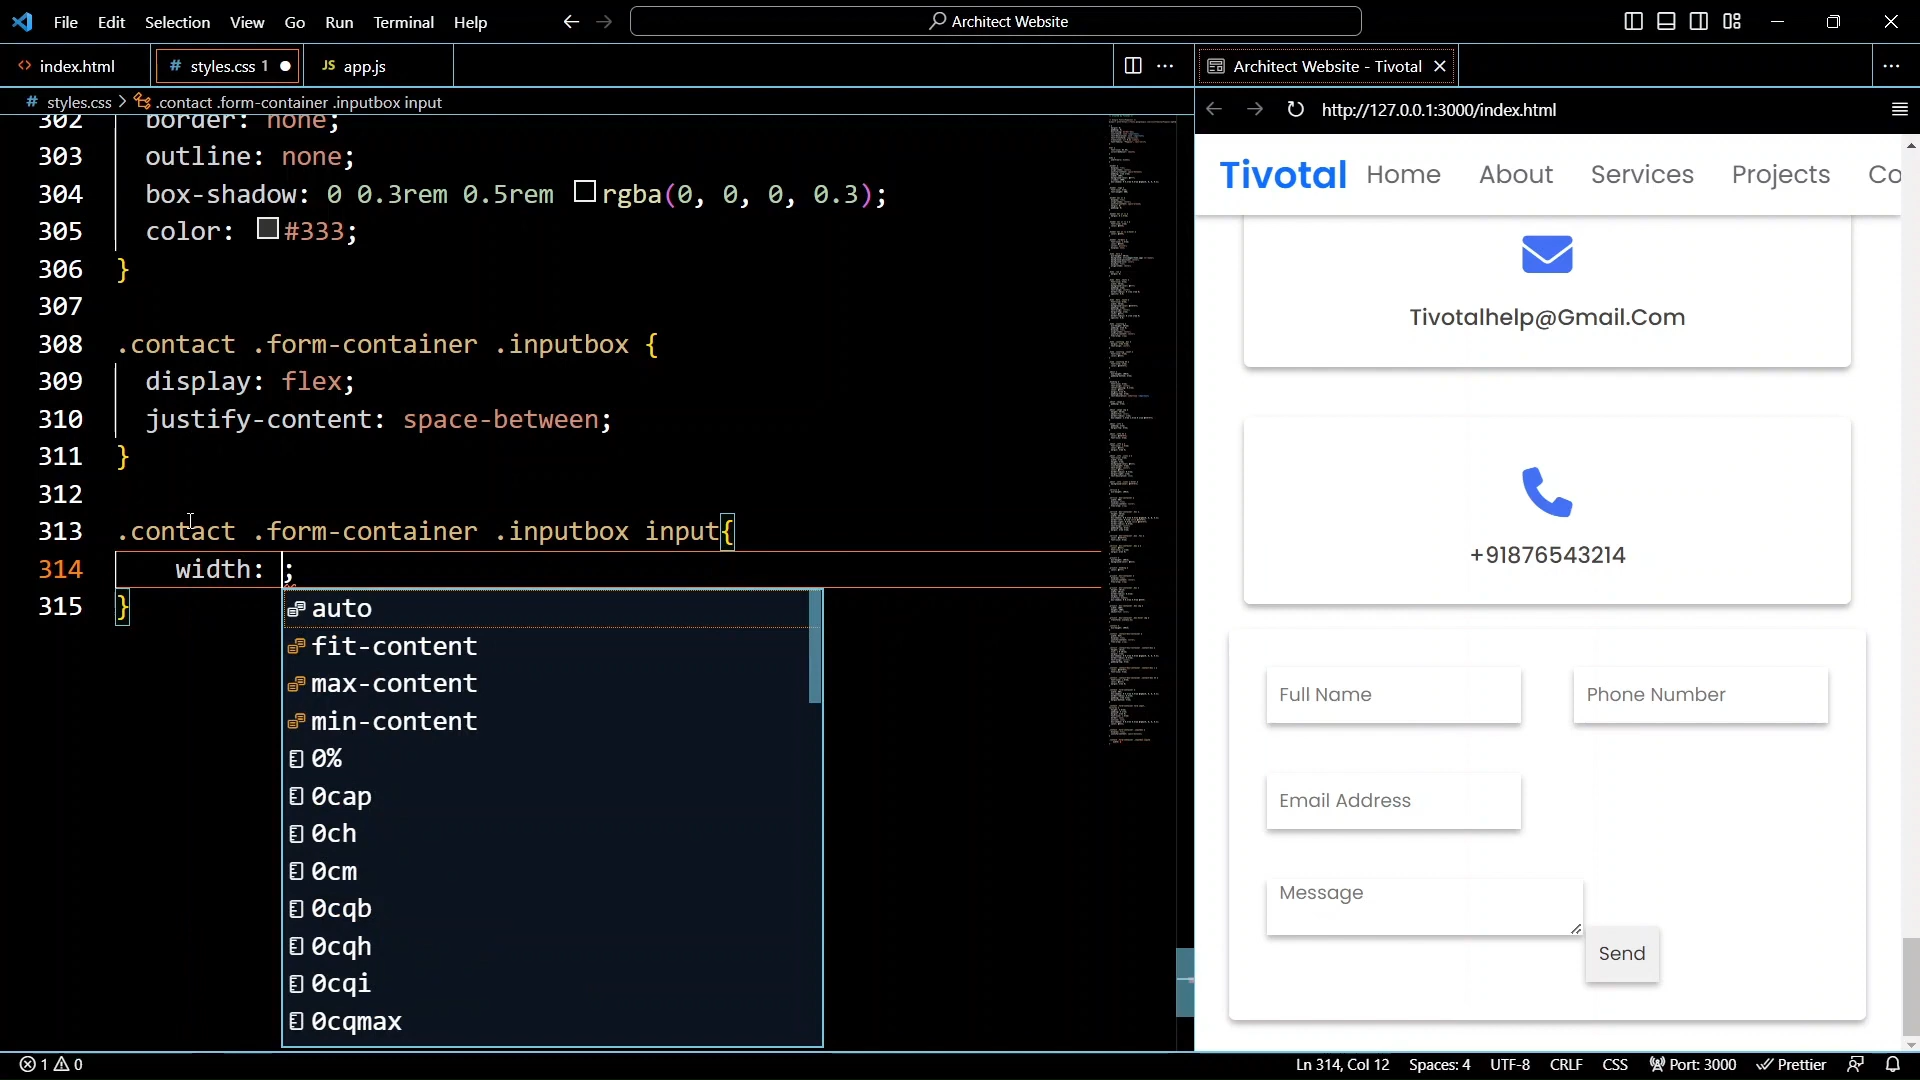 File Edit Selection View Go Run Terminal Help
Architect Website
index.html
styles.css 1
JS app.js
Architect Website - Tivotal
# styles.css > .contact .form-container .inputbox input
http://127.0.0.1:3000/index.html
302 border: none;
303 outline: none;
304 box-shadow: 0 0.3rem 0.5rem rgba(0, 0, 0, 0.3);
305 color: #333;
306 }
307
308 .contact .form-container .inputbox {
309 display: flex;
310 justify-content: space-between;
311 }
312
313 .contact .form-container .inputbox input{
314 width: ;
315 }
auto
fit-content
max-content
min-content
0%
0cap
0ch
0cm
0cqb
0cqh
0cqi
0cqmax
Tivotal Home About Services Projects Co
Tivotalhelp@Gmail.Com
+91876543214
Full Name
Phone Number
Email Address
Message
Send
1 0
Ln 314, Col 12 Spaces: 4 UTF-8 CRLF CSS Port: 3000 Prettier